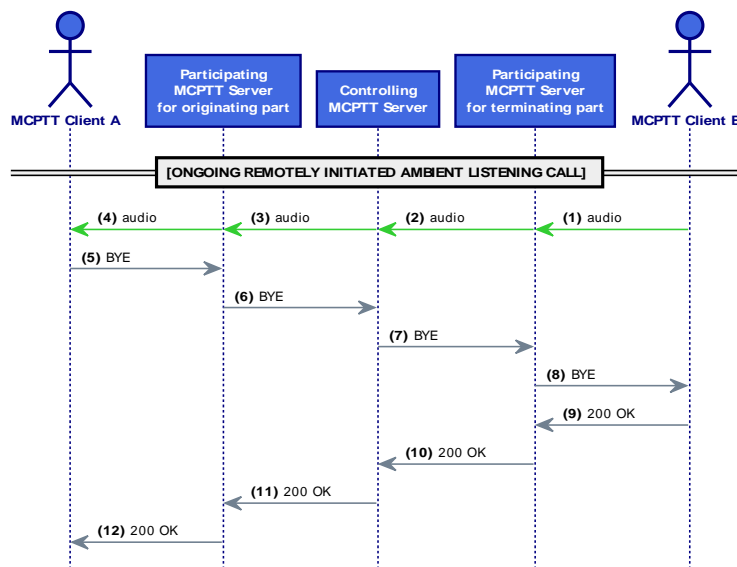 Participating
MCPTT Server
for originating part
Controlling
MCPTT Server
Participating
MCPTT Server
for terminating part
MCPTT Client A
MCPTT Client B
[ONGOING REMOTELY INITIATED AMBIENT LISTENING CALL]
(4) audio
(3) audio
(2) audio
(1) audio
(5) BYE
(6) BYE
(7) BYE
(8) BYE
(9) 200 OK
(10) 200 OK
(11) 200 OK
(12) 200 OK